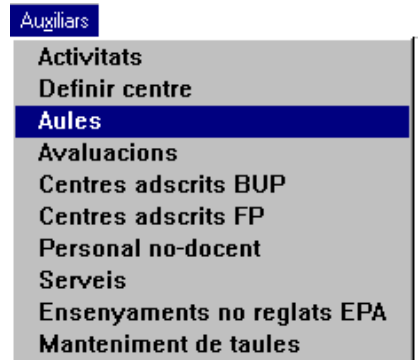 Auxiliars
Activitats
Definir centre
Aules
Avaluacions
Centres adscrits BUP
Centres adscrits FP
Personal no-docent
Serveis
Ensenyaments no reglats EPA
Manteniment de taules